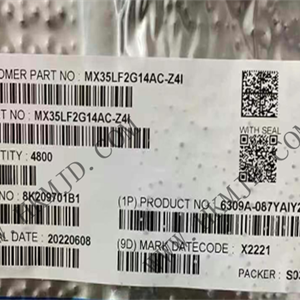 OMER PART NO : MX35LF2G14AC-Z4I
T NO : MX35LF2G14AC-Z4I
WITH SEAL
TITY : 4800
: 8K209701B1
(1P) PRODUCT NO : 6309A-087YAIY2
L DATE : 20220608
(9D) MARK DATECODE : X2221
PACKER : S03